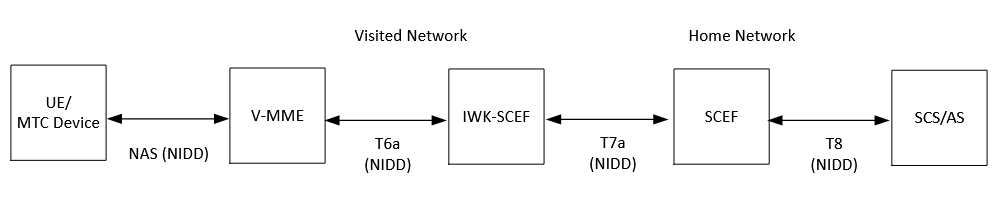 Visited Network
Home Network
UE/
MTC Device
V-MME
IWK-SCEF
SCEF
SCS/AS
NAS (NIDD)
T6a
(NIDD)
T7a
(NIDD)
T8
(NIDD)